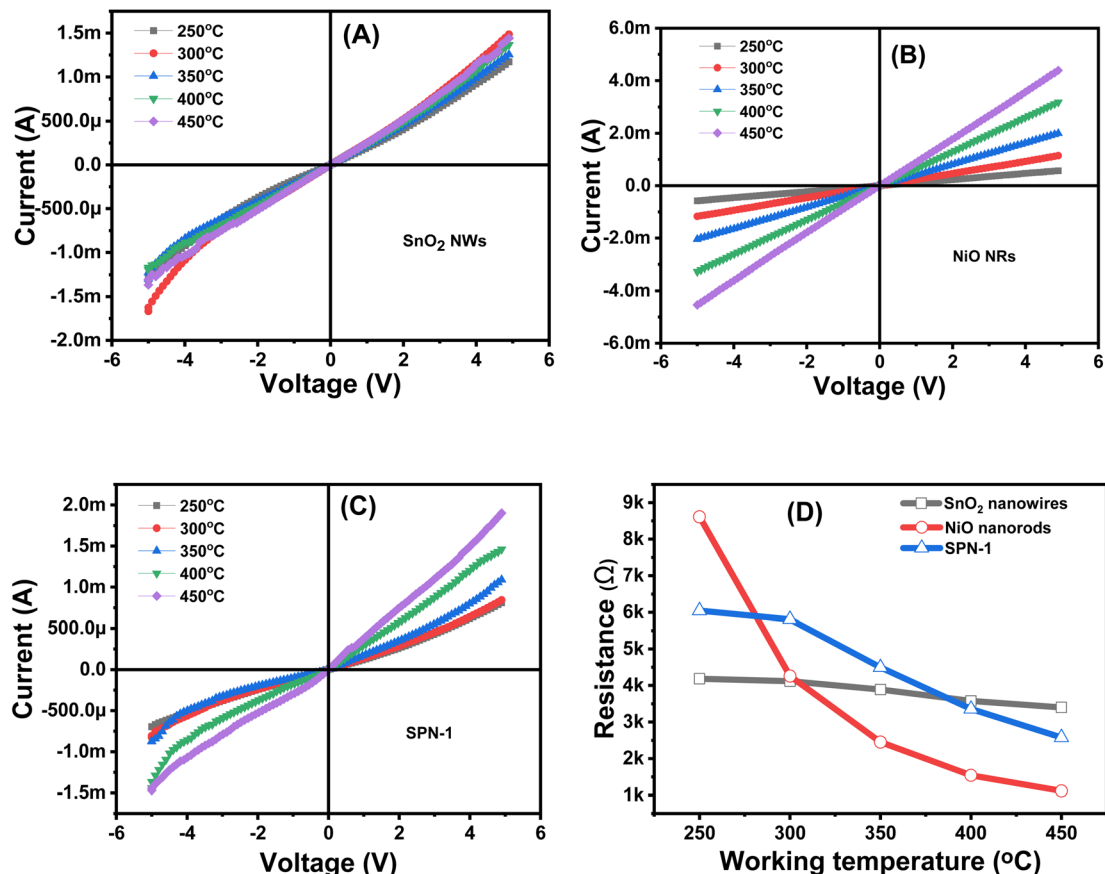 (A)
250°C
300°C
350°C
400°C
450°C
1.5m
1.0m
500.0µ
0.0
-500.0µ
-1.0m
-1.5m
-2.0m
Current (A)
SnO₂ NWs
-6 -4 -2 0 2 4 6
Voltage (V)
(B)
250°C
300°C
350°C
400°C
450°C
6.0m
4.0m
2.0m
0.0
-2.0m
-4.0m
-6.0m
Current (A)
NiO NRs
-6 -4 -2 0 2 4 6
Voltage (V)
(C)
250°C
300°C
350°C
400°C
450°C
2.0m
1.5m
1.0m
500.0µ
0.0
-500.0µ
-1.0m
-1.5m
Current (A)
SPN-1
-6 -4 -2 0 2 4 6
Voltage (V)
(D)
SnO₂ nanowires
NiO nanorods
SPN-1
9k
8k
7k
6k
5k
4k
3k
2k
1k
Resistance (Ω)
250 300 350 400 450
Working temperature (°C)